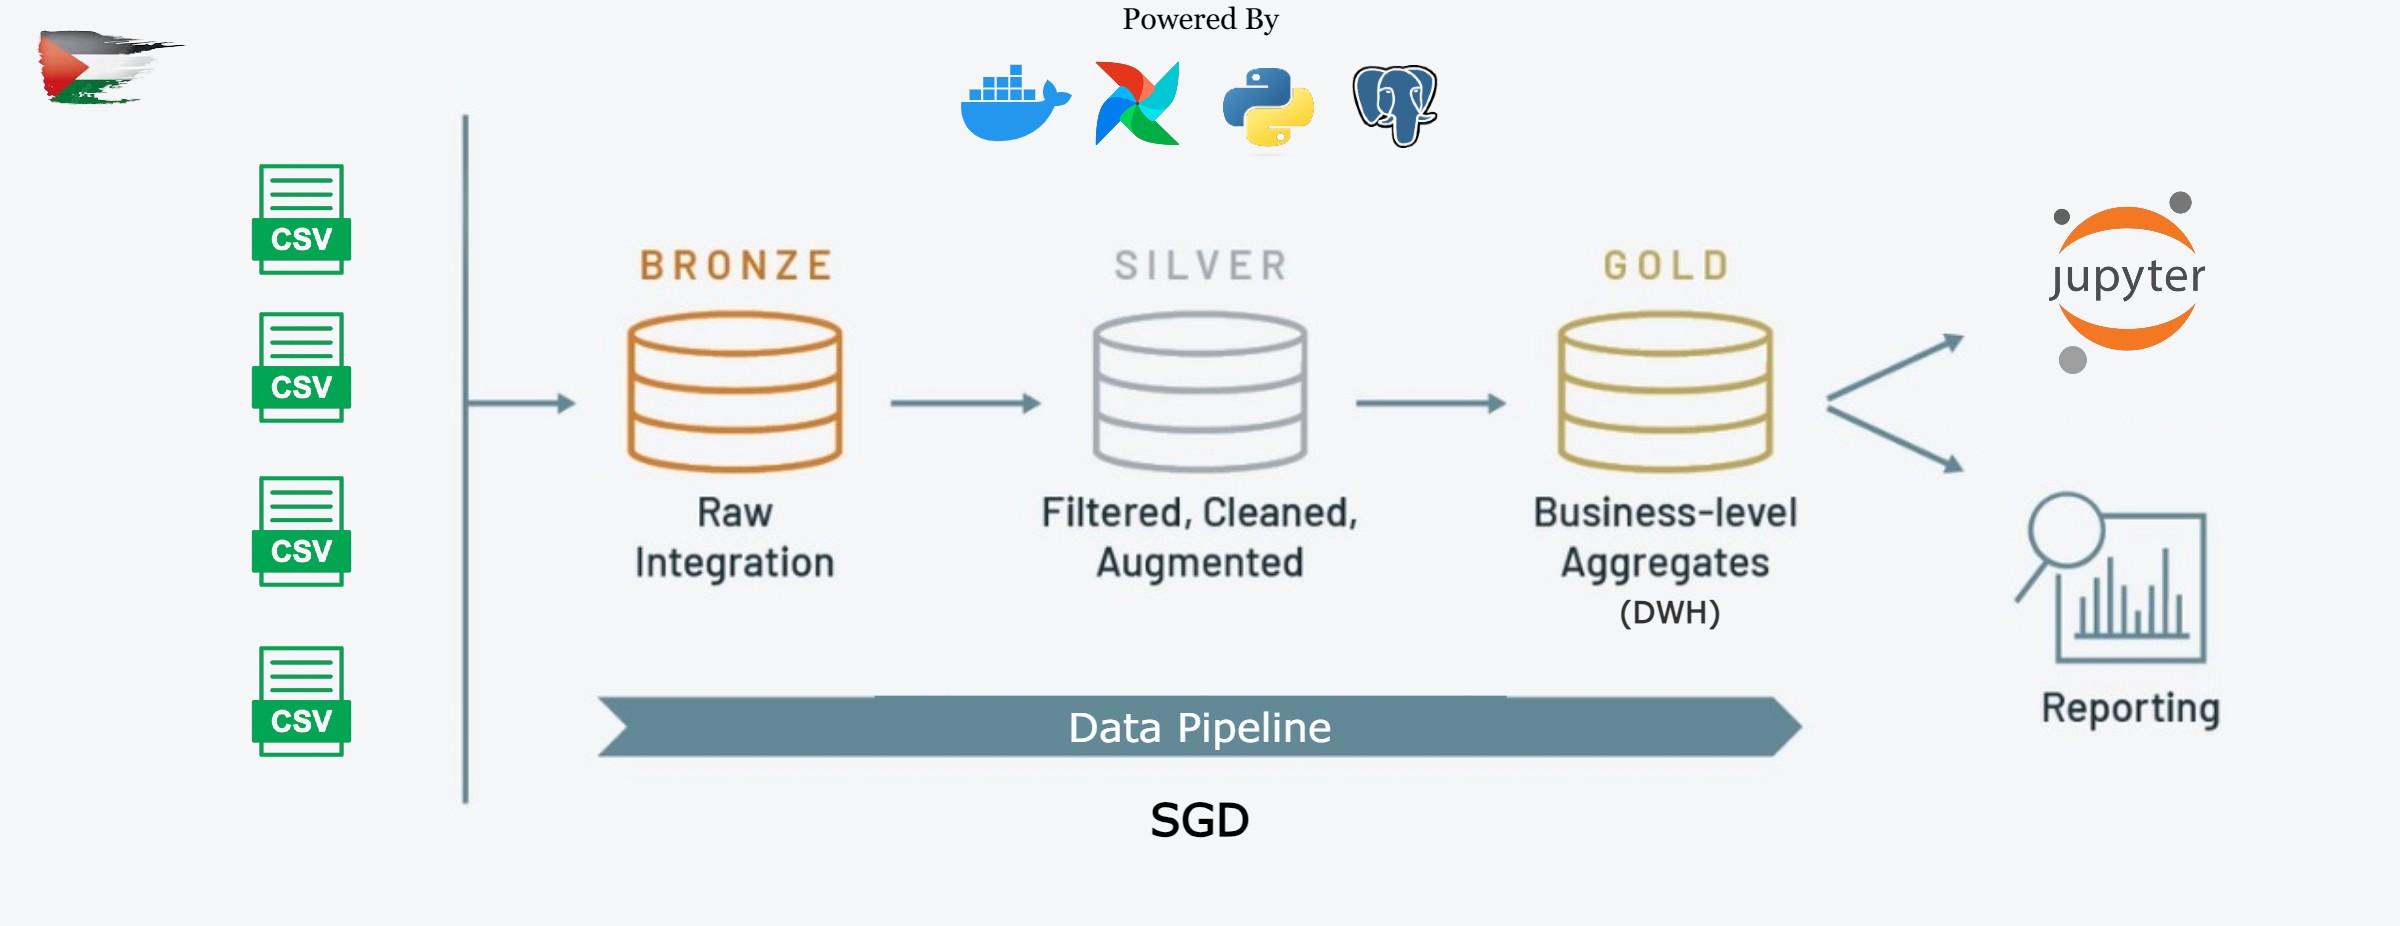 Powered By
CSV
CSV
CSV
CSV
BRONZE
Raw
Integration
SILVER
Filtered, Cleaned,
Augmented
GOLD
Business-level
Aggregates
(DWH)
jupyter
Reporting
Data Pipeline
SGD